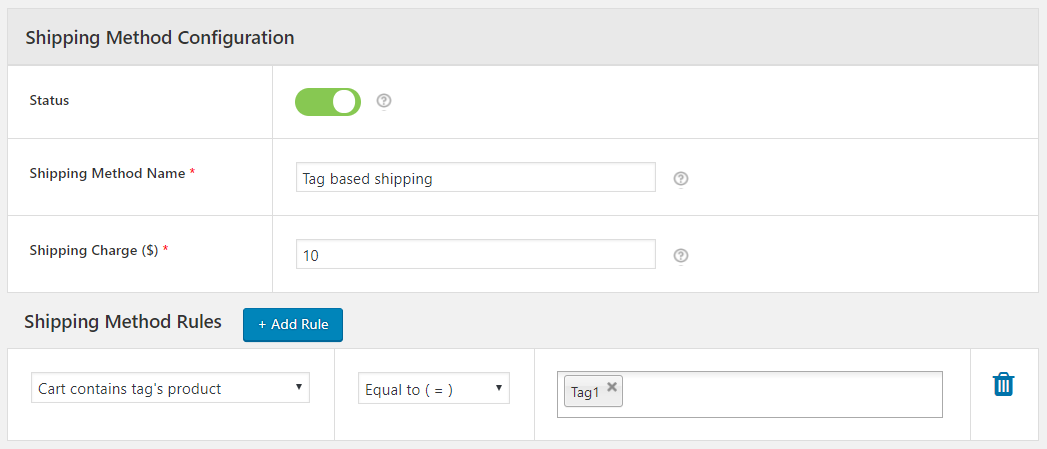 Shipping Method Configuration
Status
Shipping Method Name *
Tag based shipping
Shipping Charge ($) *
10
Shipping Method Rules
+ Add Rule
Cart contains tag's product
Equal to ( = )
Tag1